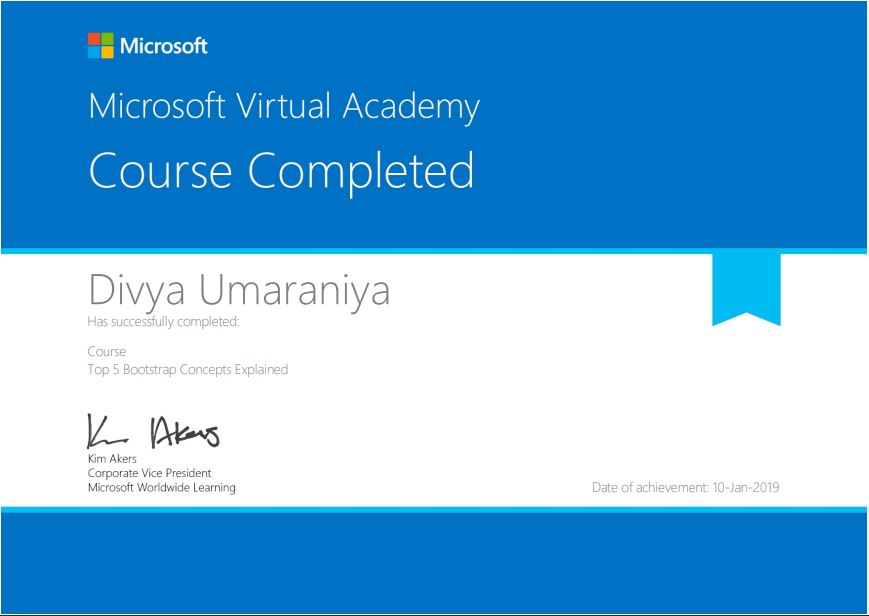 Microsoft
Microsoft Virtual Academy
Course Completed
Divya Umaraniya
Has successfully completed:
Course
Top 5 Bootstrap Concepts Explained
Kim Akers
Kim Akers
Corporate Vice President
Microsoft Worldwide Learning
Date of achievement: 10-Jan-2019